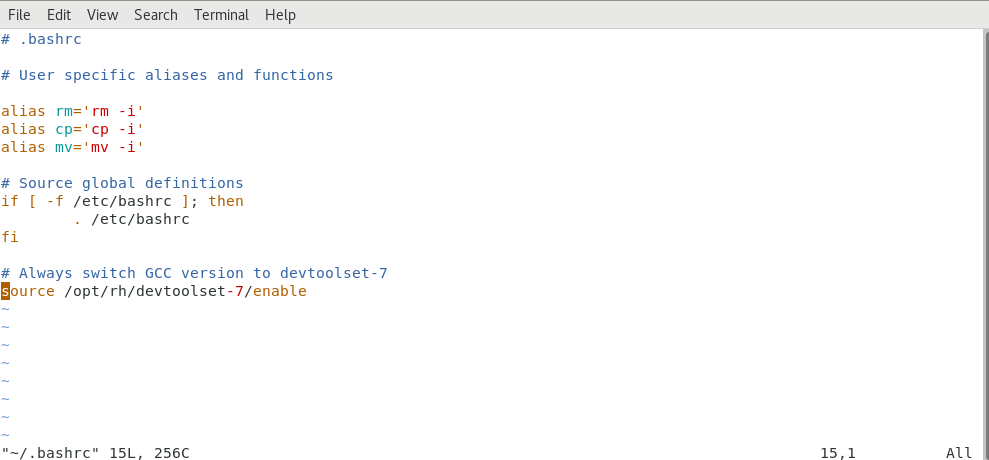 File Edit View Search Terminal Help
# .bashrc
# User specific aliases and functions
alias rm='rm -i'
alias cp='cp -i'
alias mv='mv -i'
# Source global definitions
if [ -f /etc/bashrc ]; then
        . /etc/bashrc
fi
# Always switch GCC version to devtoolset-7
source /opt/rh/devtoolset-7/enable
~
~
~
~
~
~
~
~
"~/.bashrc" 15L, 256C 15,1 All